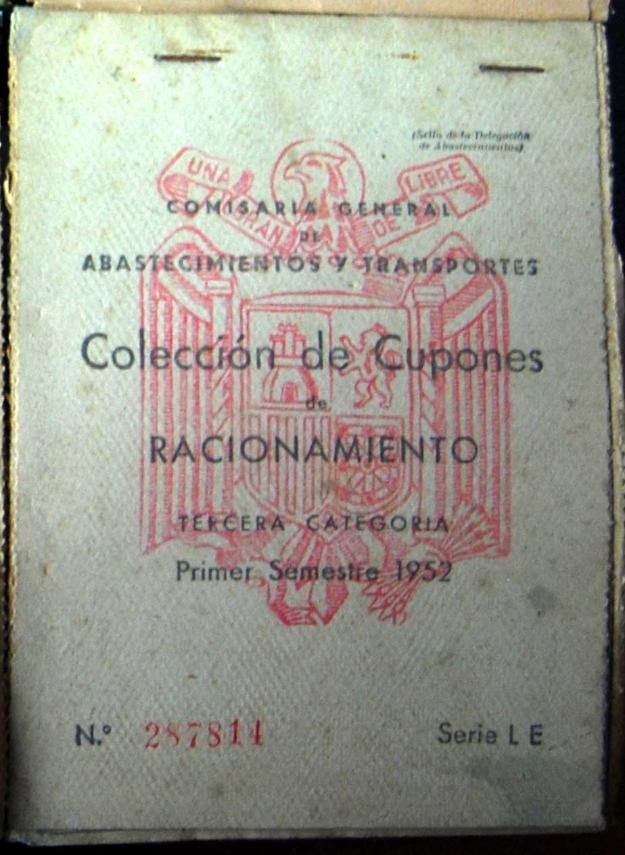 (Sello de la Delegación
de Abastecimientos)
UNA GRANDE LIBRE
COMISARIA GENERAL
DE
ABASTECIMIENTOS Y TRANSPORTES
Colección de Cupones
de
RACIONAMIENTO
TERCERA CATEGORIA
Primer Semestre 1952
N.º 287814 Serie L E